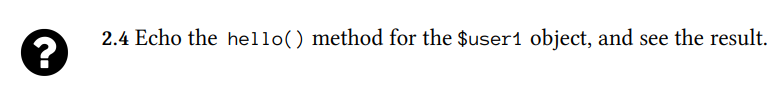 2.4 Echo the hello() method for the $user1 object, and see the result.